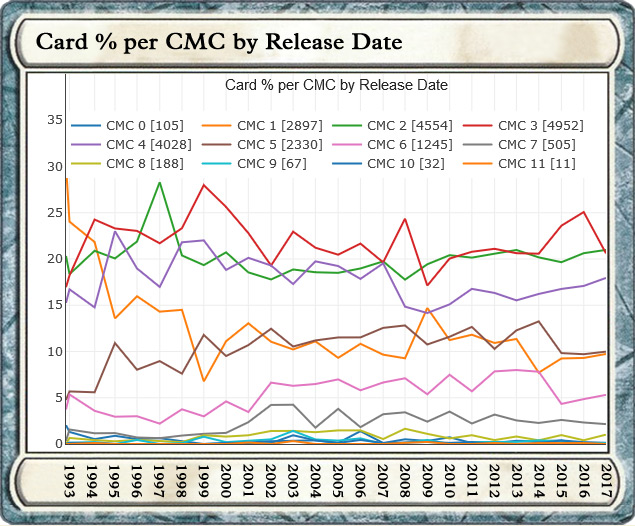 Card % per CMC by Release Date
Card % per CMC by Release Date
35
CMC 0 [105] CMC 1 [2897] CMC 2 [4554] CMC 3 [4952]
CMC 4 [4028] CMC 5 [2330] CMC 6 [1245] CMC 7 [505]
CMC 8 [188] CMC 9 [67] CMC 10 [32] CMC 11 [11]
30
25
20
15
10
5
0
1993 1994 1995 1996 1997 1998 1999 2000 2001 2002 2003 2004 2005 2006 2007 2008 2009 2010 2011 2012 2013 2014 2015 2016 2017